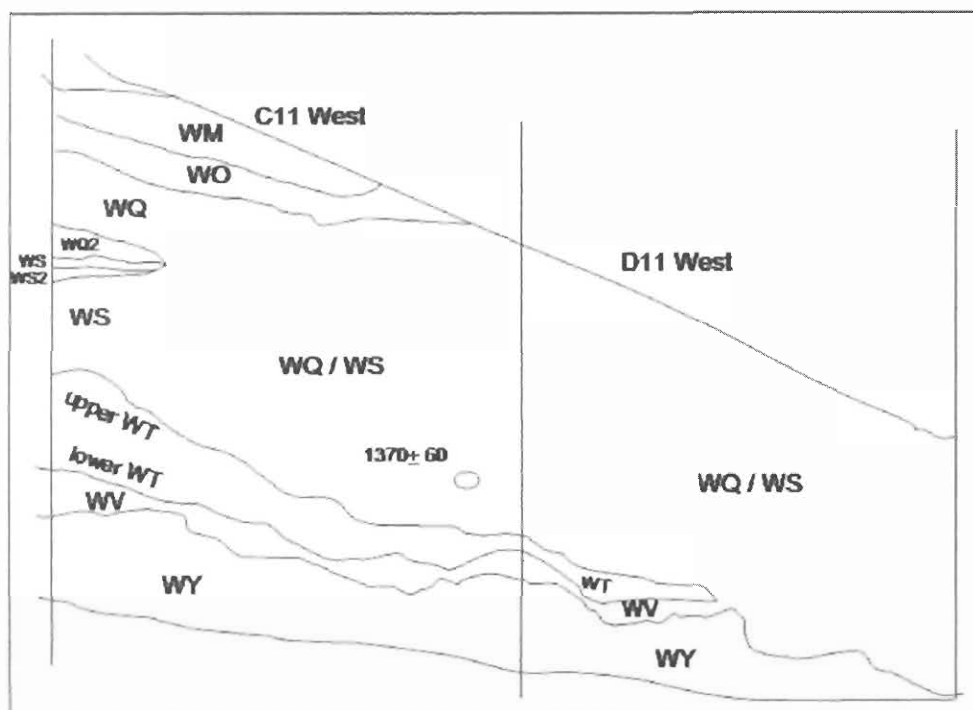 C11 West
WM
WO
WQ
WQ2
WS
WS2
D11 West
WS
WQ / WS
upper WT
lower WT
1370± 60
WQ / WS
WV
WT
WV
WY
WY